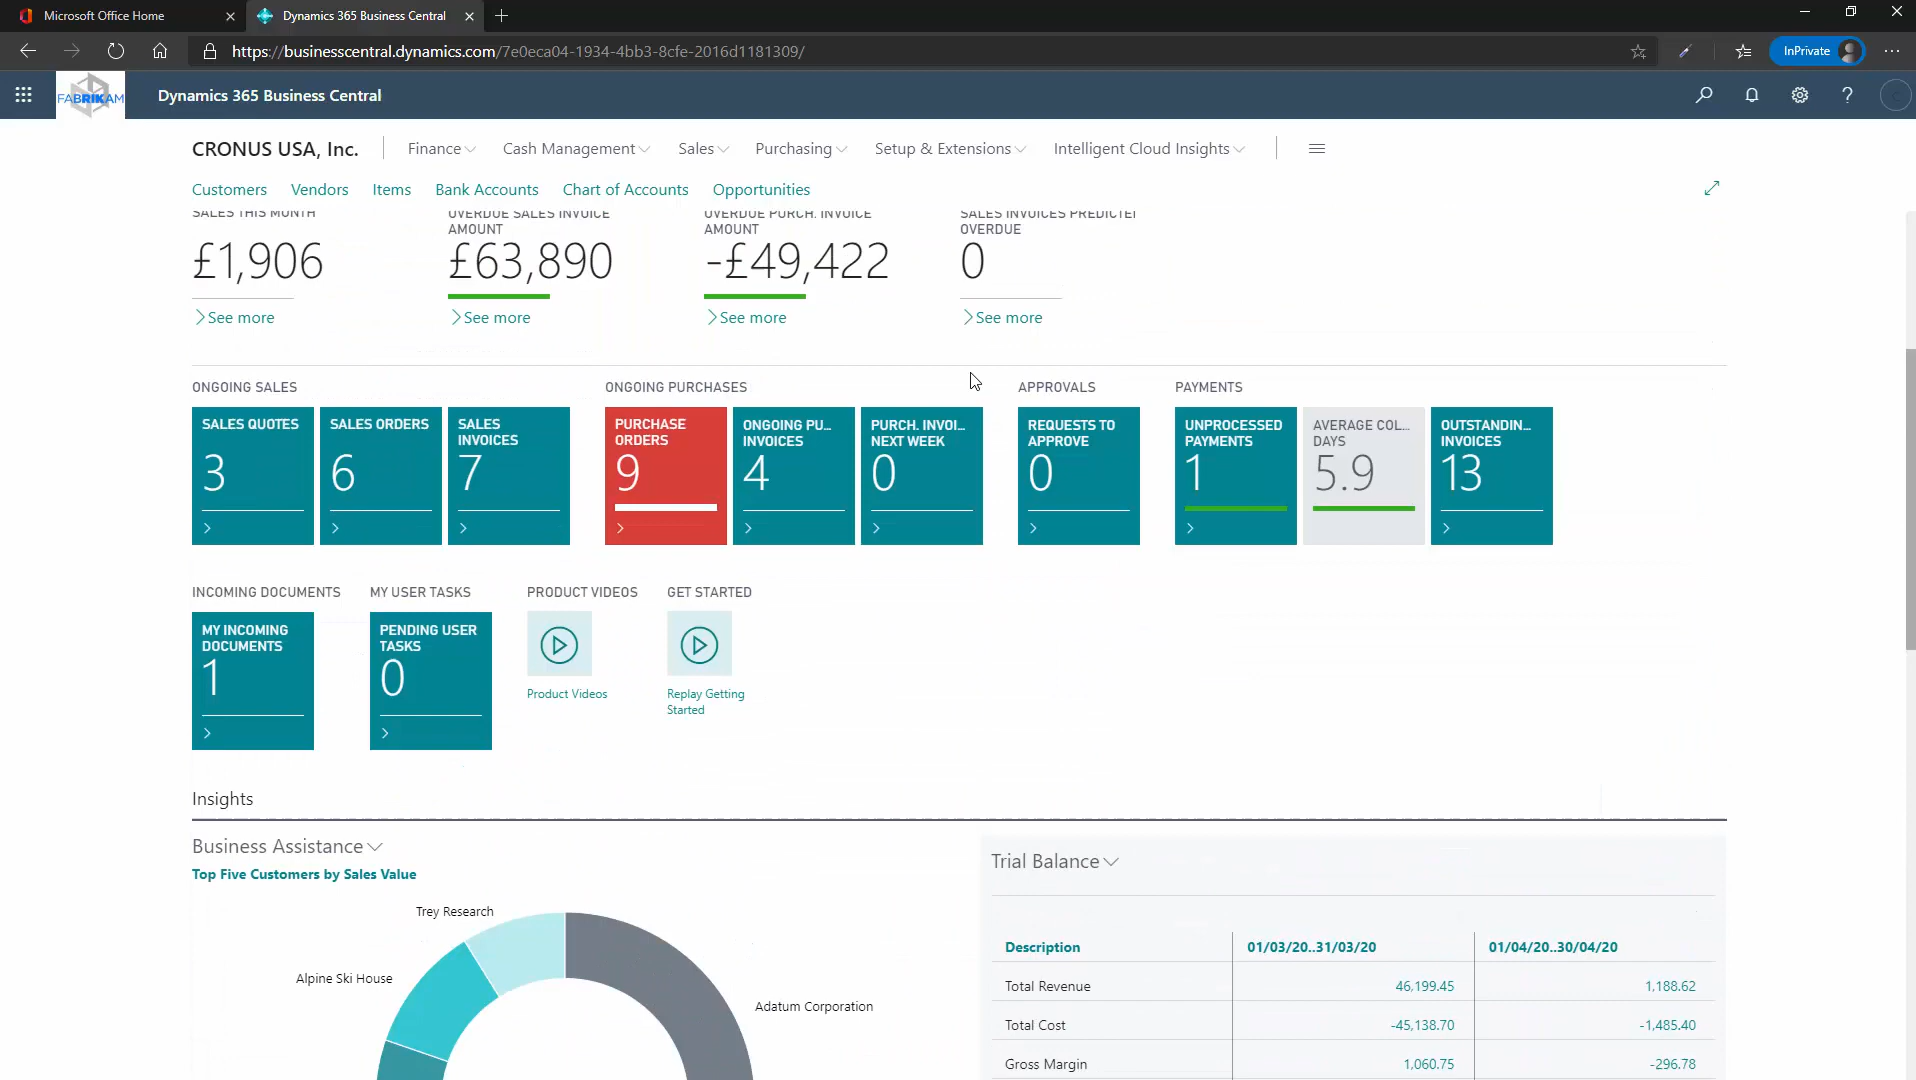 Microsoft Office Home
Dynamics 365 Business Central
https://businesscentral.dynamics.com/7e0eca04-1934-4bb3-8cfe-2016d1181309/
InPrivate
FABRIKAM
Dynamics 365 Business Central
?
CRONUS USA, Inc.
Finance
Cash Management
Sales
Purchasing
Setup & Extensions
Intelligent Cloud Insights
Customers
Vendors
Items
Bank Accounts
Chart of Accounts
Opportunities
SALES THIS MONTH
£1,906
See more
OVERDUE SALES INVOICE
AMOUNT
£63,890
See more
OVERDUE PURCH. INVOICE
AMOUNT
-£49,422
See more
SALES INVOICES PREDICTED
OVERDUE
0
See more
ONGOING SALES
SALES QUOTES
3
SALES ORDERS
6
SALES
INVOICES
7
ONGOING PURCHASES
PURCHASE
ORDERS
9
ONGOING PU...
INVOICES
4
PURCH. INVOI...
NEXT WEEK
0
APPROVALS
REQUESTS TO
APPROVE
0
PAYMENTS
UNPROCESSED
PAYMENTS
1
AVERAGE COL...
DAYS
5.9
OUTSTANDIN...
INVOICES
13
INCOMING DOCUMENTS
MY INCOMING
DOCUMENTS
1
MY USER TASKS
PENDING USER
TASKS
0
PRODUCT VIDEOS
Product Videos
GET STARTED
Replay Getting
Started
Insights
Business Assistance
Top Five Customers by Sales Value
Trey Research
Alpine Ski House
Adatum Corporation
Trial Balance
Description 01/03/20..31/03/20 01/04/20..30/04/20
Total Revenue 46,199.45 1,188.62
Total Cost -45,138.70 -1,485.40
Gross Margin 1,060.75 -296.78